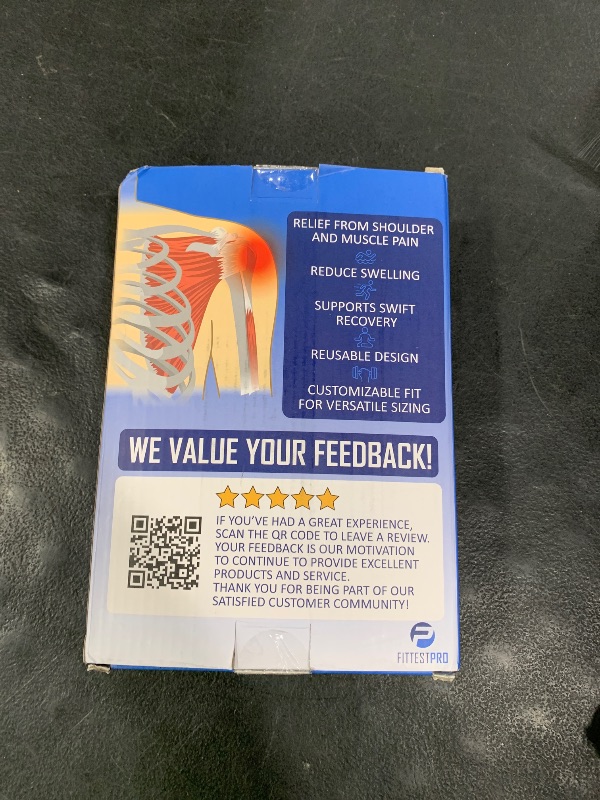 RELIEF FROM SHOULDER
AND MUSCLE PAIN
REDUCE SWELLING
SUPPORTS SWIFT
RECOVERY
REUSABLE DESIGN
CUSTOMIZABLE FIT
FOR VERSATILE SIZING
WE VALUE YOUR FEEDBACK!
IF YOU'VE HAD A GREAT EXPERIENCE,
SCAN THE QR CODE TO LEAVE A REVIEW.
YOUR FEEDBACK IS OUR MOTIVATION
TO CONTINUE TO PROVIDE EXCELLENT
PRODUCTS AND SERVICE.
THANK YOU FOR BEING PART OF OUR
SATISFIED CUSTOMER COMMUNITY!
FITTESTPRO